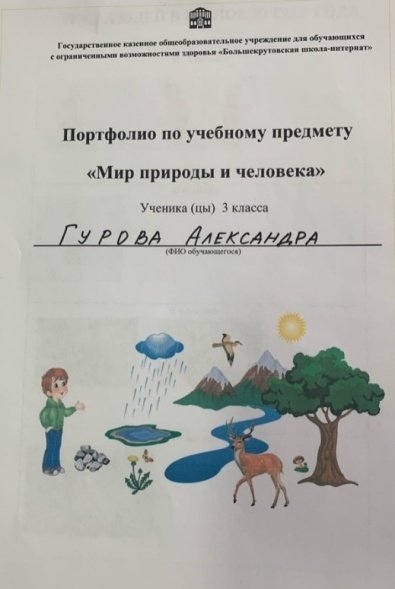 Государственное казенное общеобразовательное учреждение для обучающихся
с ограниченными возможностями здоровья «Большекрутовская школа-интернат»
Портфолио по учебному предмету
«Мир природы и человека»
Ученика (цы) 3 класса
Гурова Александра
(ФИО обучающегося)